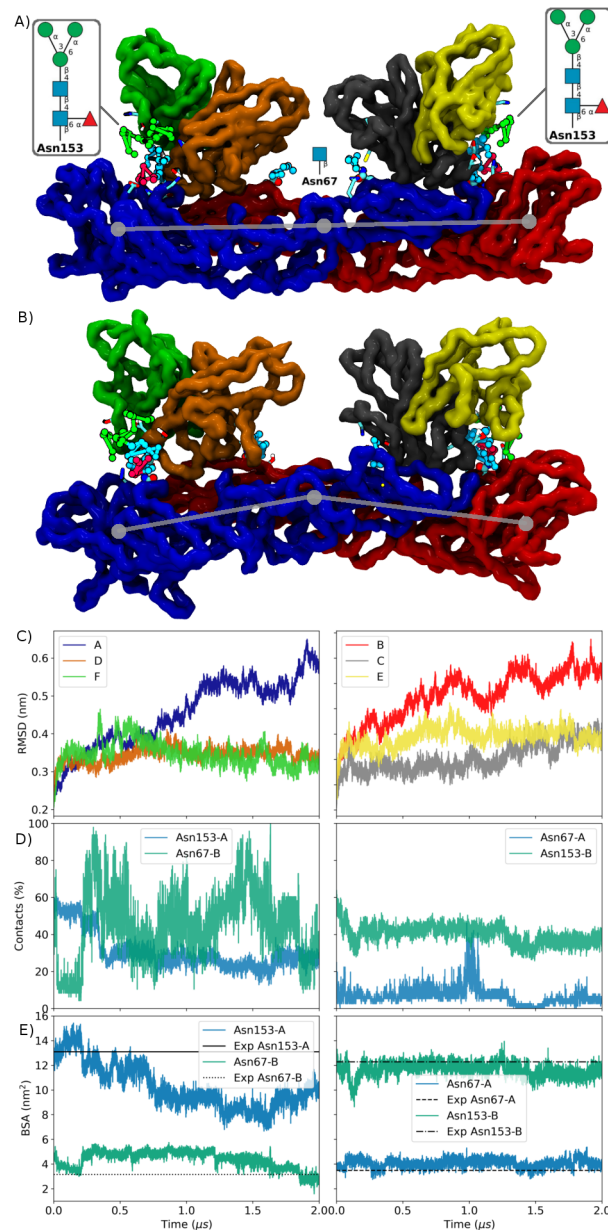 A)
α
α
3
6
β
4
β
4
6 α
β
Asn153
β
Asn67
α
α
3
6
β
4
β
4
6 α
β
Asn153
B)
C)
A
D
F
B
C
E
RMSD (nm)
0.6
0.5
0.4
0.3
0.2
D)
Asn153-A
Asn67-B
Asn67-A
Asn153-B
Contacts (%)
100
80
60
40
20
0
E)
Asn153-A
Exp Asn153-A
Asn67-B
Exp Asn67-B
Asn67-A
Exp Asn67-A
Asn153-B
Exp Asn153-B
BSA (nm²)
16
14
12
10
8
6
4
2
0.0 0.5 1.0 1.5 2.0
Time (μs)
0.0 0.5 1.0 1.5 2.0
Time (μs)